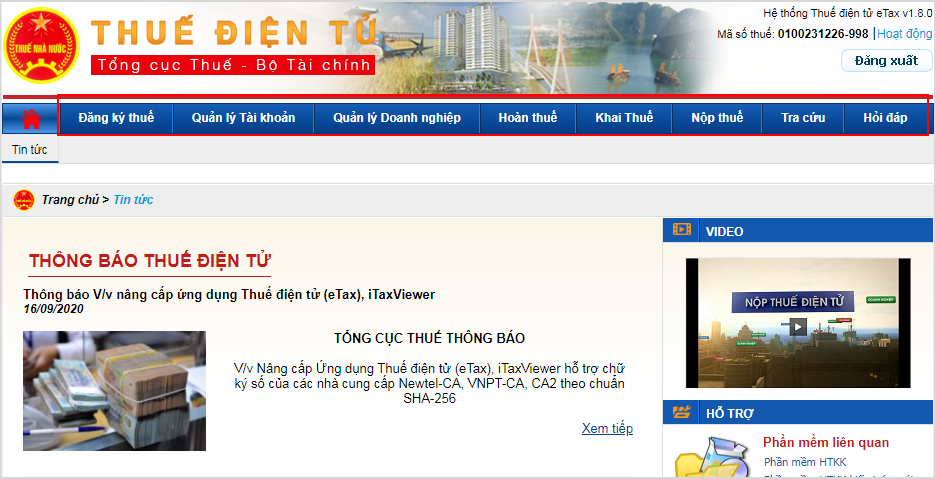 THUẾ NHÀ NƯỚC
THUẾ ĐIỆN TỬ
Tổng cục Thuế - Bộ Tài chính
Hệ thống Thuế điện tử eTax v1.8.0
Mã số thuế: 0100231226-998 |Hoạt động
Đăng xuất
Đăng ký thuế
Quản lý Tài khoản
Quản lý Doanh nghiệp
Hoàn thuế
Khai Thuế
Nộp thuế
Tra cứu
Hỏi đáp
Tin tức
Trang chủ > Tin tức
THÔNG BÁO THUẾ ĐIỆN TỬ
Thông báo V/v nâng cấp ứng dụng Thuế điện tử (eTax), iTaxViewer
16/09/2020
TỔNG CỤC THUẾ THÔNG BÁO
V/v Nâng cấp Ứng dụng Thuế điện tử (eTax), iTaxViewer hỗ trợ chữ
ký số của các nhà cung cấp Newtel-CA, VNPT-CA, CA2 theo chuẩn
SHA-256
Xem tiếp
VIDEO
NỘP THUẾ ĐIỆN TỬ
HỖ TRỢ
Phần mềm liên quan
Phần mềm HTKK